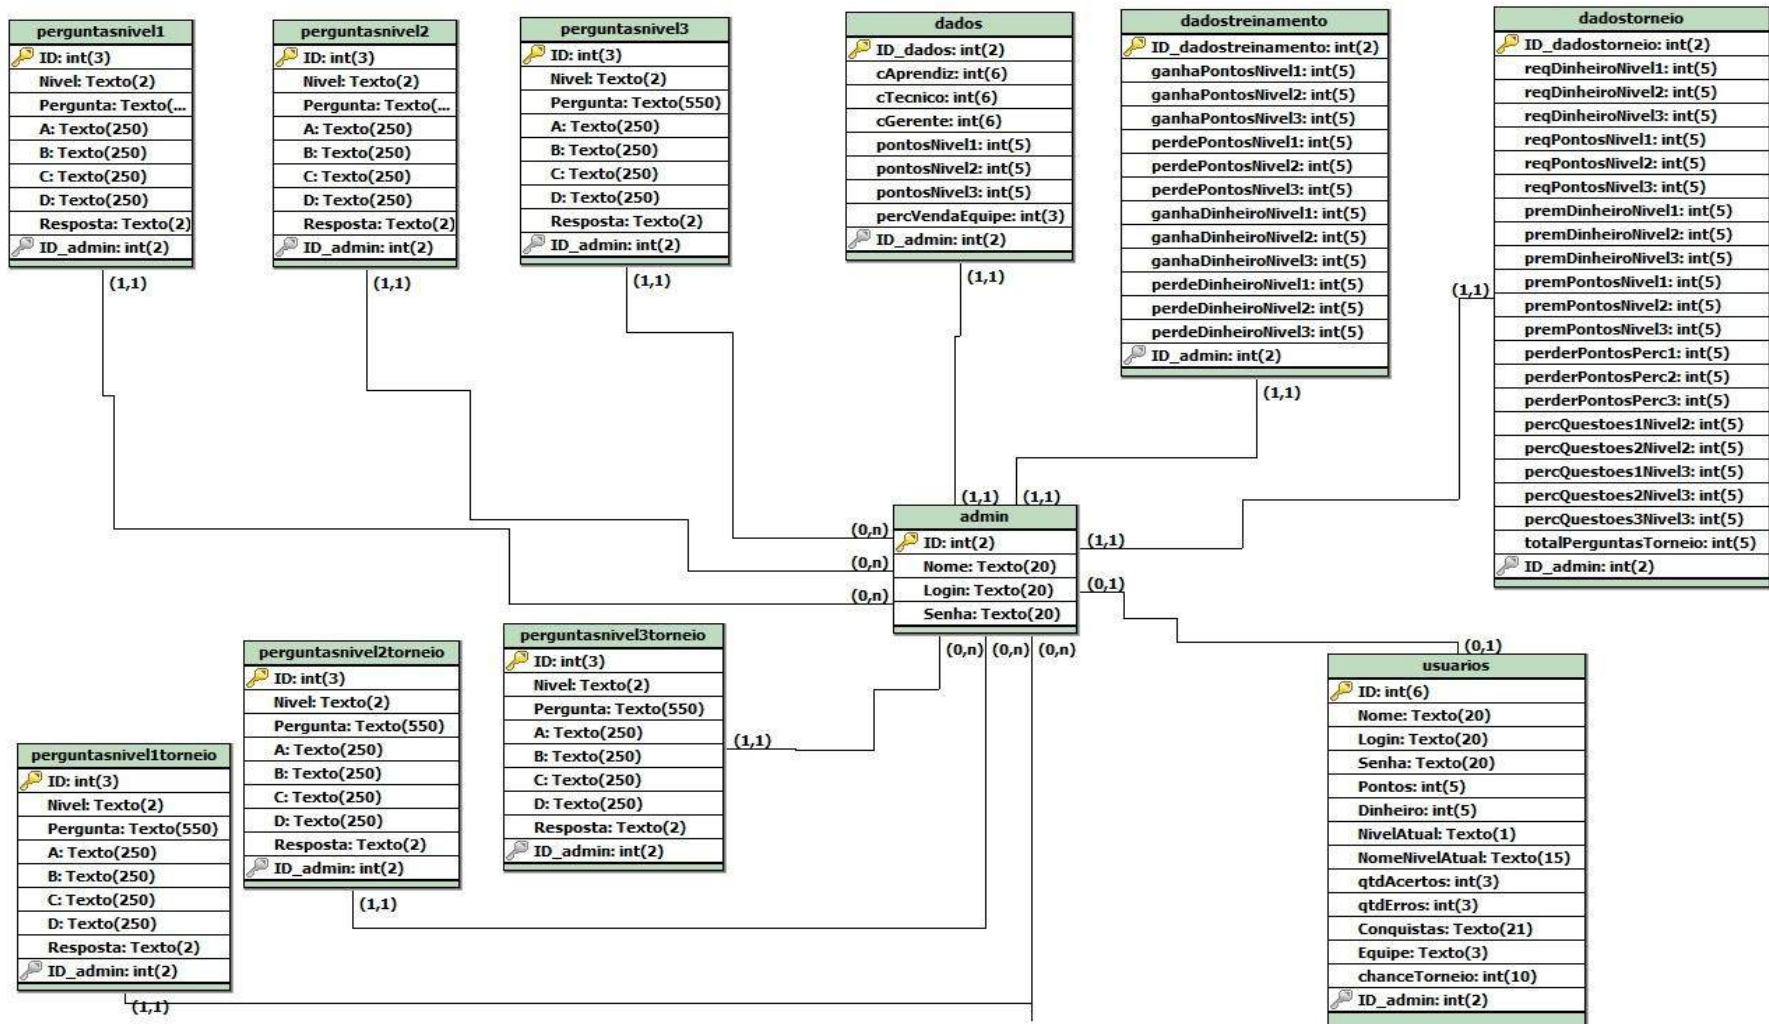 perguntasnivel1
ID: int(3)
Nivel: Texto(2)
Pergunta: Texto(...
A: Texto(250)
B: Texto(250)
C: Texto(250)
D: Texto(250)
Resposta: Texto(2)
ID_admin: int(2)
(1,1)
perguntasnivel2
ID: int(3)
Nivel: Texto(2)
Pergunta: Texto(...
A: Texto(250)
B: Texto(250)
C: Texto(250)
D: Texto(250)
Resposta: Texto(2)
ID_admin: int(2)
(1,1)
perguntasnivel3
ID: int(3)
Nivel: Texto(2)
Pergunta: Texto(550)
A: Texto(250)
B: Texto(250)
C: Texto(250)
D: Texto(250)
Resposta: Texto(2)
ID_admin: int(2)
(1,1)
dados
ID_dados: int(2)
cAprendiz: int(6)
cTecnico: int(6)
cGerente: int(6)
pontosNivel1: int(5)
pontosNivel2: int(5)
pontosNivel3: int(5)
percVendaEquipe: int(3)
ID_admin: int(2)
(1,1)
dadostreinamento
ID_dadostreinamento: int(2)
ganhaPontosNivel1: int(5)
ganhaPontosNivel2: int(5)
ganhaPontosNivel3: int(5)
perdePontosNivel1: int(5)
perdePontosNivel2: int(5)
perdePontosNivel3: int(5)
ganhaDinheiroNivel1: int(5)
ganhaDinheiroNivel2: int(5)
ganhaDinheiroNivel3: int(5)
perdeDinheiroNivel1: int(5)
perdeDinheiroNivel2: int(5)
perdeDinheiroNivel3: int(5)
ID_admin: int(2)
(1,1)
dadostorneio
ID_dadostorneio: int(2)
reqDinheiroNivel1: int(5)
reqDinheiroNivel2: int(5)
reqDinheiroNivel3: int(5)
reqPontosNivel1: int(5)
reqPontosNivel2: int(5)
reqPontosNivel3: int(5)
premDinheiroNivel1: int(5)
premDinheiroNivel2: int(5)
premDinheiroNivel3: int(5)
premPontosNivel1: int(5)
premPontosNivel2: int(5)
premPontosNivel3: int(5)
perderPontosPerc1: int(5)
perderPontosPerc2: int(5)
perderPontosPerc3: int(5)
percQuestoes1Nivel2: int(5)
percQuestoes2Nivel2: int(5)
percQuestoes1Nivel3: int(5)
percQuestoes2Nivel3: int(5)
percQuestoes3Nivel3: int(5)
totalPerguntasTorneio: int(5)
ID_admin: int(2)
(1,1)
(1,1) (1,1)
admin
ID: int(2)
Nome: Texto(20)
Login: Texto(20)
Senha: Texto(20)
(0,n)
(0,n)
(0,n)
(1,1)
(0,1)
(0,n) (0,n) (0,n)
perguntasnivel1torneio
ID: int(3)
Nivel: Texto(2)
Pergunta: Texto(550)
A: Texto(250)
B: Texto(250)
C: Texto(250)
D: Texto(250)
Resposta: Texto(2)
ID_admin: int(2)
(1,1)
perguntasnivel2torneio
ID: int(3)
Nivel: Texto(2)
Pergunta: Texto(550)
A: Texto(250)
B: Texto(250)
C: Texto(250)
D: Texto(250)
Resposta: Texto(2)
ID_admin: int(2)
(1,1)
perguntasnivel3torneio
ID: int(3)
Nivel: Texto(2)
Pergunta: Texto(550)
A: Texto(250)
B: Texto(250)
C: Texto(250)
D: Texto(250)
Resposta: Texto(2)
ID_admin: int(2)
(1,1)
(0,1)
usuarios
ID: int(6)
Nome: Texto(20)
Login: Texto(20)
Senha: Texto(20)
Pontos: int(5)
Dinheiro: int(5)
NivelAtual: Texto(1)
NomeNivelAtual: Texto(15)
qtdAcertos: int(3)
qtdErros: int(3)
Conquistas: Texto(21)
Equipe: Texto(3)
chanceTorneio: int(10)
ID_admin: int(2)